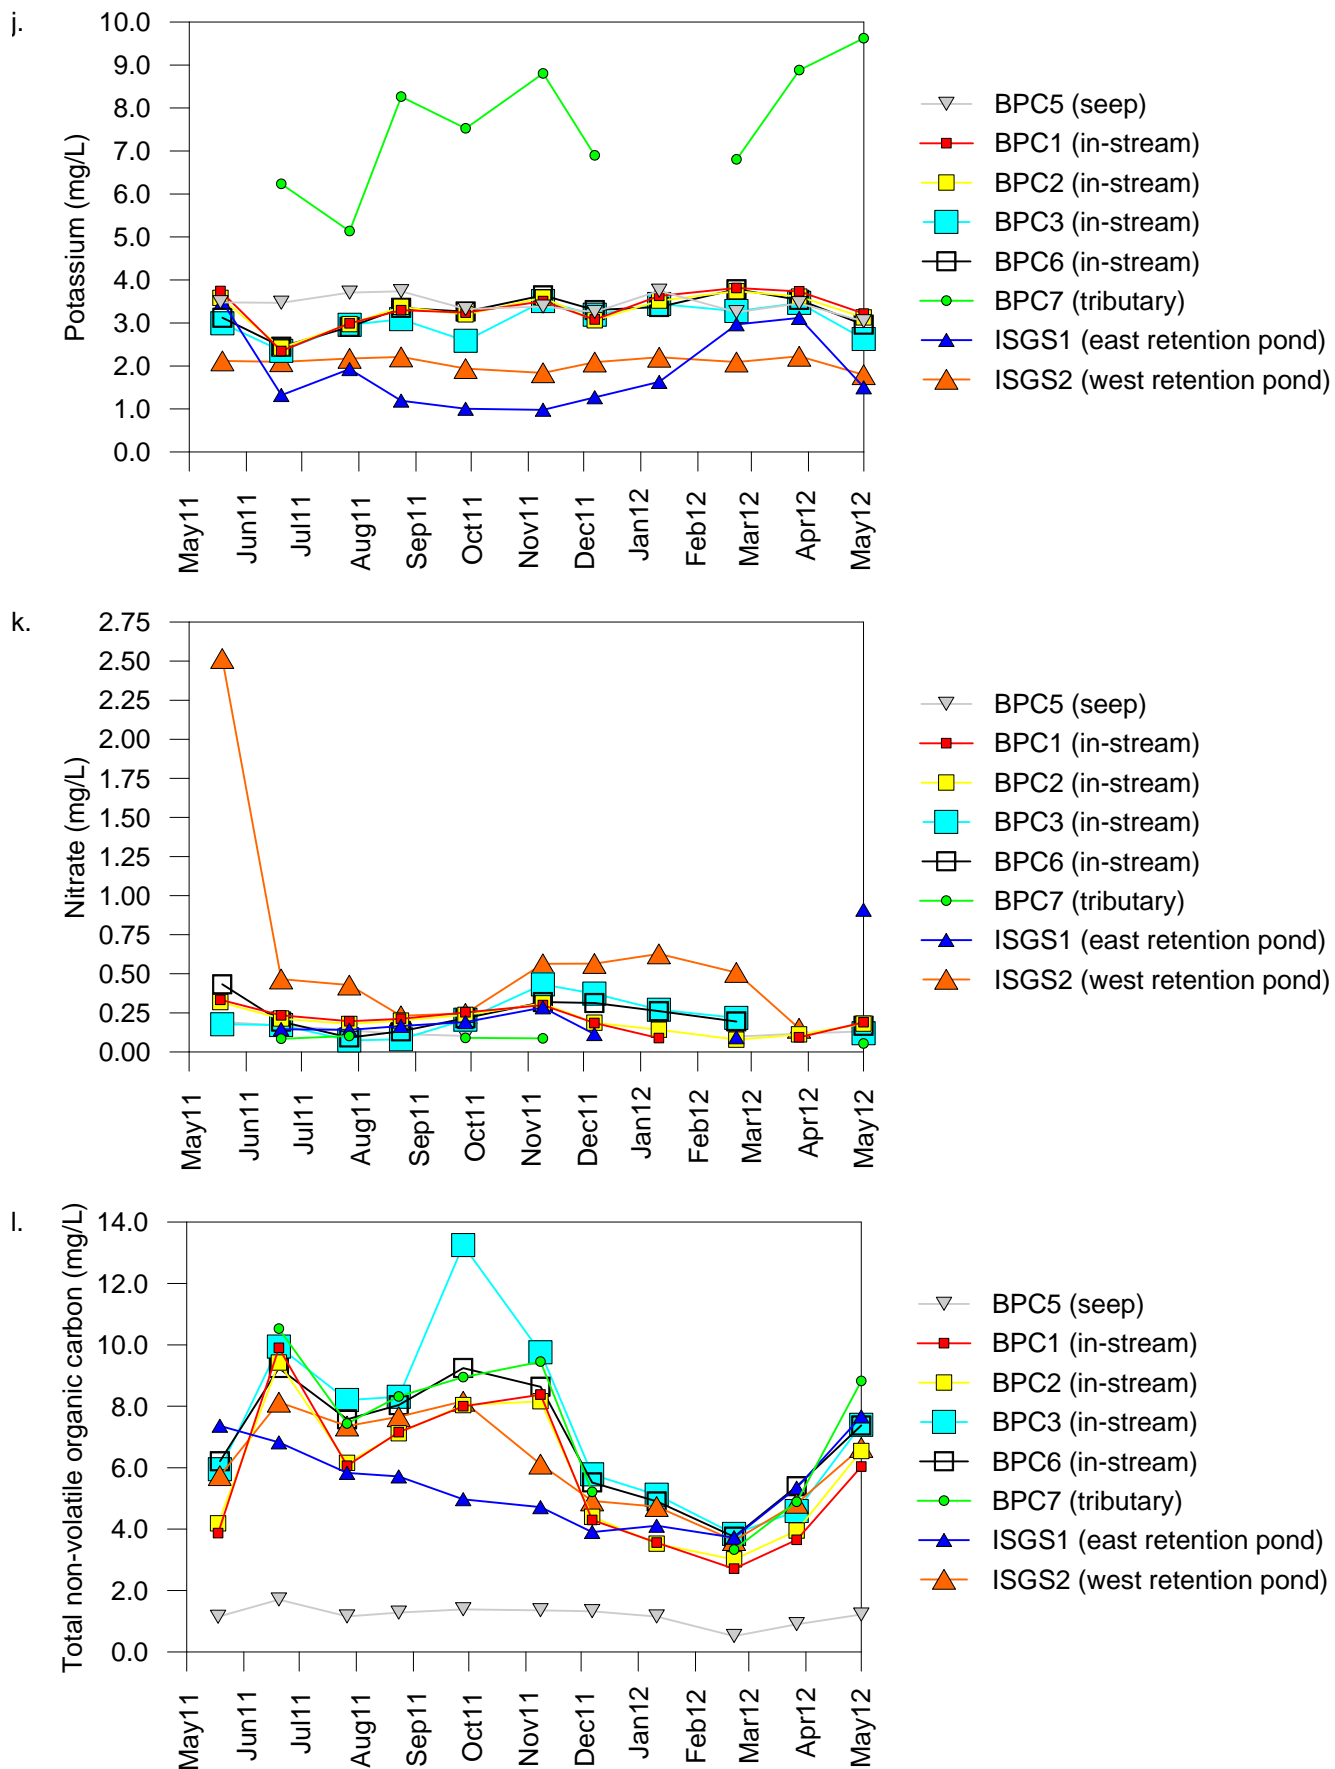 j.
Potassium (mg/L)
10.0
9.0
8.0
7.0
6.0
5.0
4.0
3.0
2.0
1.0
0.0
May11
Jun11
Jul11
Aug11
Sep11
Oct11
Nov11
Dec11
Jan12
Feb12
Mar12
Apr12
May12
BPC5 (seep)
BPC1 (in-stream)
BPC2 (in-stream)
BPC3 (in-stream)
BPC6 (in-stream)
BPC7 (tributary)
ISGS1 (east retention pond)
ISGS2 (west retention pond)
k.
Nitrate (mg/L)
2.75
2.50
2.25
2.00
1.75
1.50
1.25
1.00
0.75
0.50
0.25
0.00
May11
Jun11
Jul11
Aug11
Sep11
Oct11
Nov11
Dec11
Jan12
Feb12
Mar12
Apr12
May12
BPC5 (seep)
BPC1 (in-stream)
BPC2 (in-stream)
BPC3 (in-stream)
BPC6 (in-stream)
BPC7 (tributary)
ISGS1 (east retention pond)
ISGS2 (west retention pond)
l.
Total non-volatile organic carbon (mg/L)
14.0
12.0
10.0
8.0
6.0
4.0
2.0
0.0
May11
Jun11
Jul11
Aug11
Sep11
Oct11
Nov11
Dec11
Jan12
Feb12
Mar12
Apr12
May12
BPC5 (seep)
BPC1 (in-stream)
BPC2 (in-stream)
BPC3 (in-stream)
BPC6 (in-stream)
BPC7 (tributary)
ISGS1 (east retention pond)
ISGS2 (west retention pond)